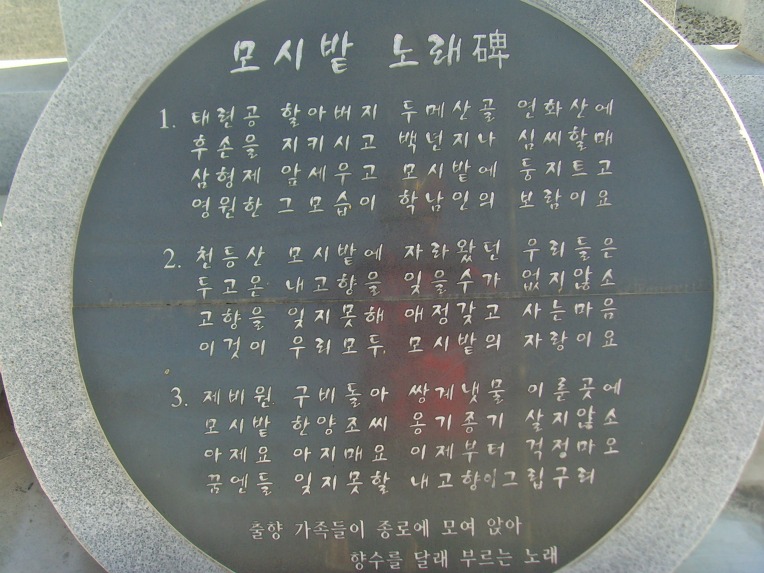 모시밭 노래碑
1. 태련공 할아버지 두메산골 연화산에
후손을 지키시고 백년지나 심씨할매
삼형제 앞세우고 모시밭에 둥지트고
영원한 그모습이 학남인의 보람이요
2. 천등산 모시밭에 자라왔던 우리들은
두고온 내고향을 잊을수가 없지않소
고향을 잊지못해 애정갖고 사는마음
이것이 우리모두 모시밭의 자랑이요
3. 제비원 구비돌아 쌍계냇물 이룬곳에
모시밭 한양조씨 옹기종기 살지않소
아제요 아지매요 이제부터 걱정마오
꿈엔들 잊지못할 내고향이그립구려
출향 가족들이 종로에 모여 앉아
향수를 달래 부르는 노래